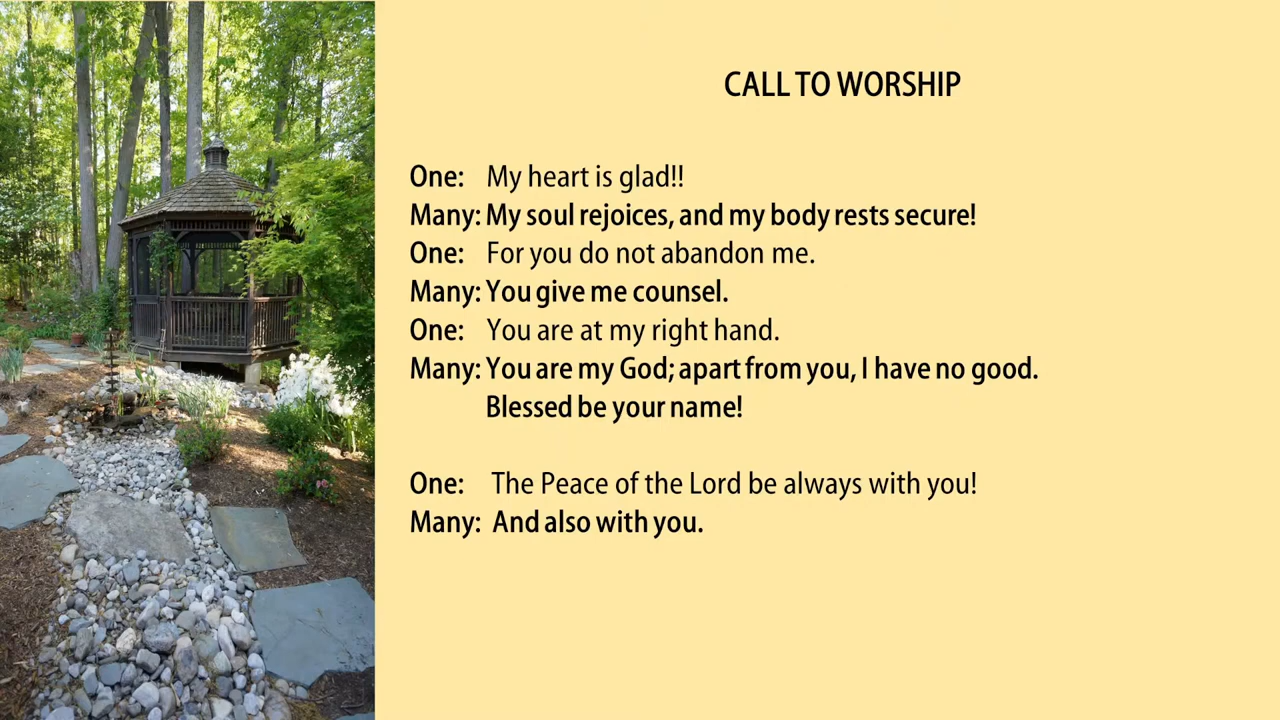 CALL TO WORSHIP
One: My heart is glad!!
Many: My soul rejoices, and my body rests secure!
One: For you do not abandon me.
Many: You give me counsel.
One: You are at my right hand.
Many: You are my God; apart from you, I have no good.
Blessed be your name!
One: The Peace of the Lord be always with you!
Many: And also with you.